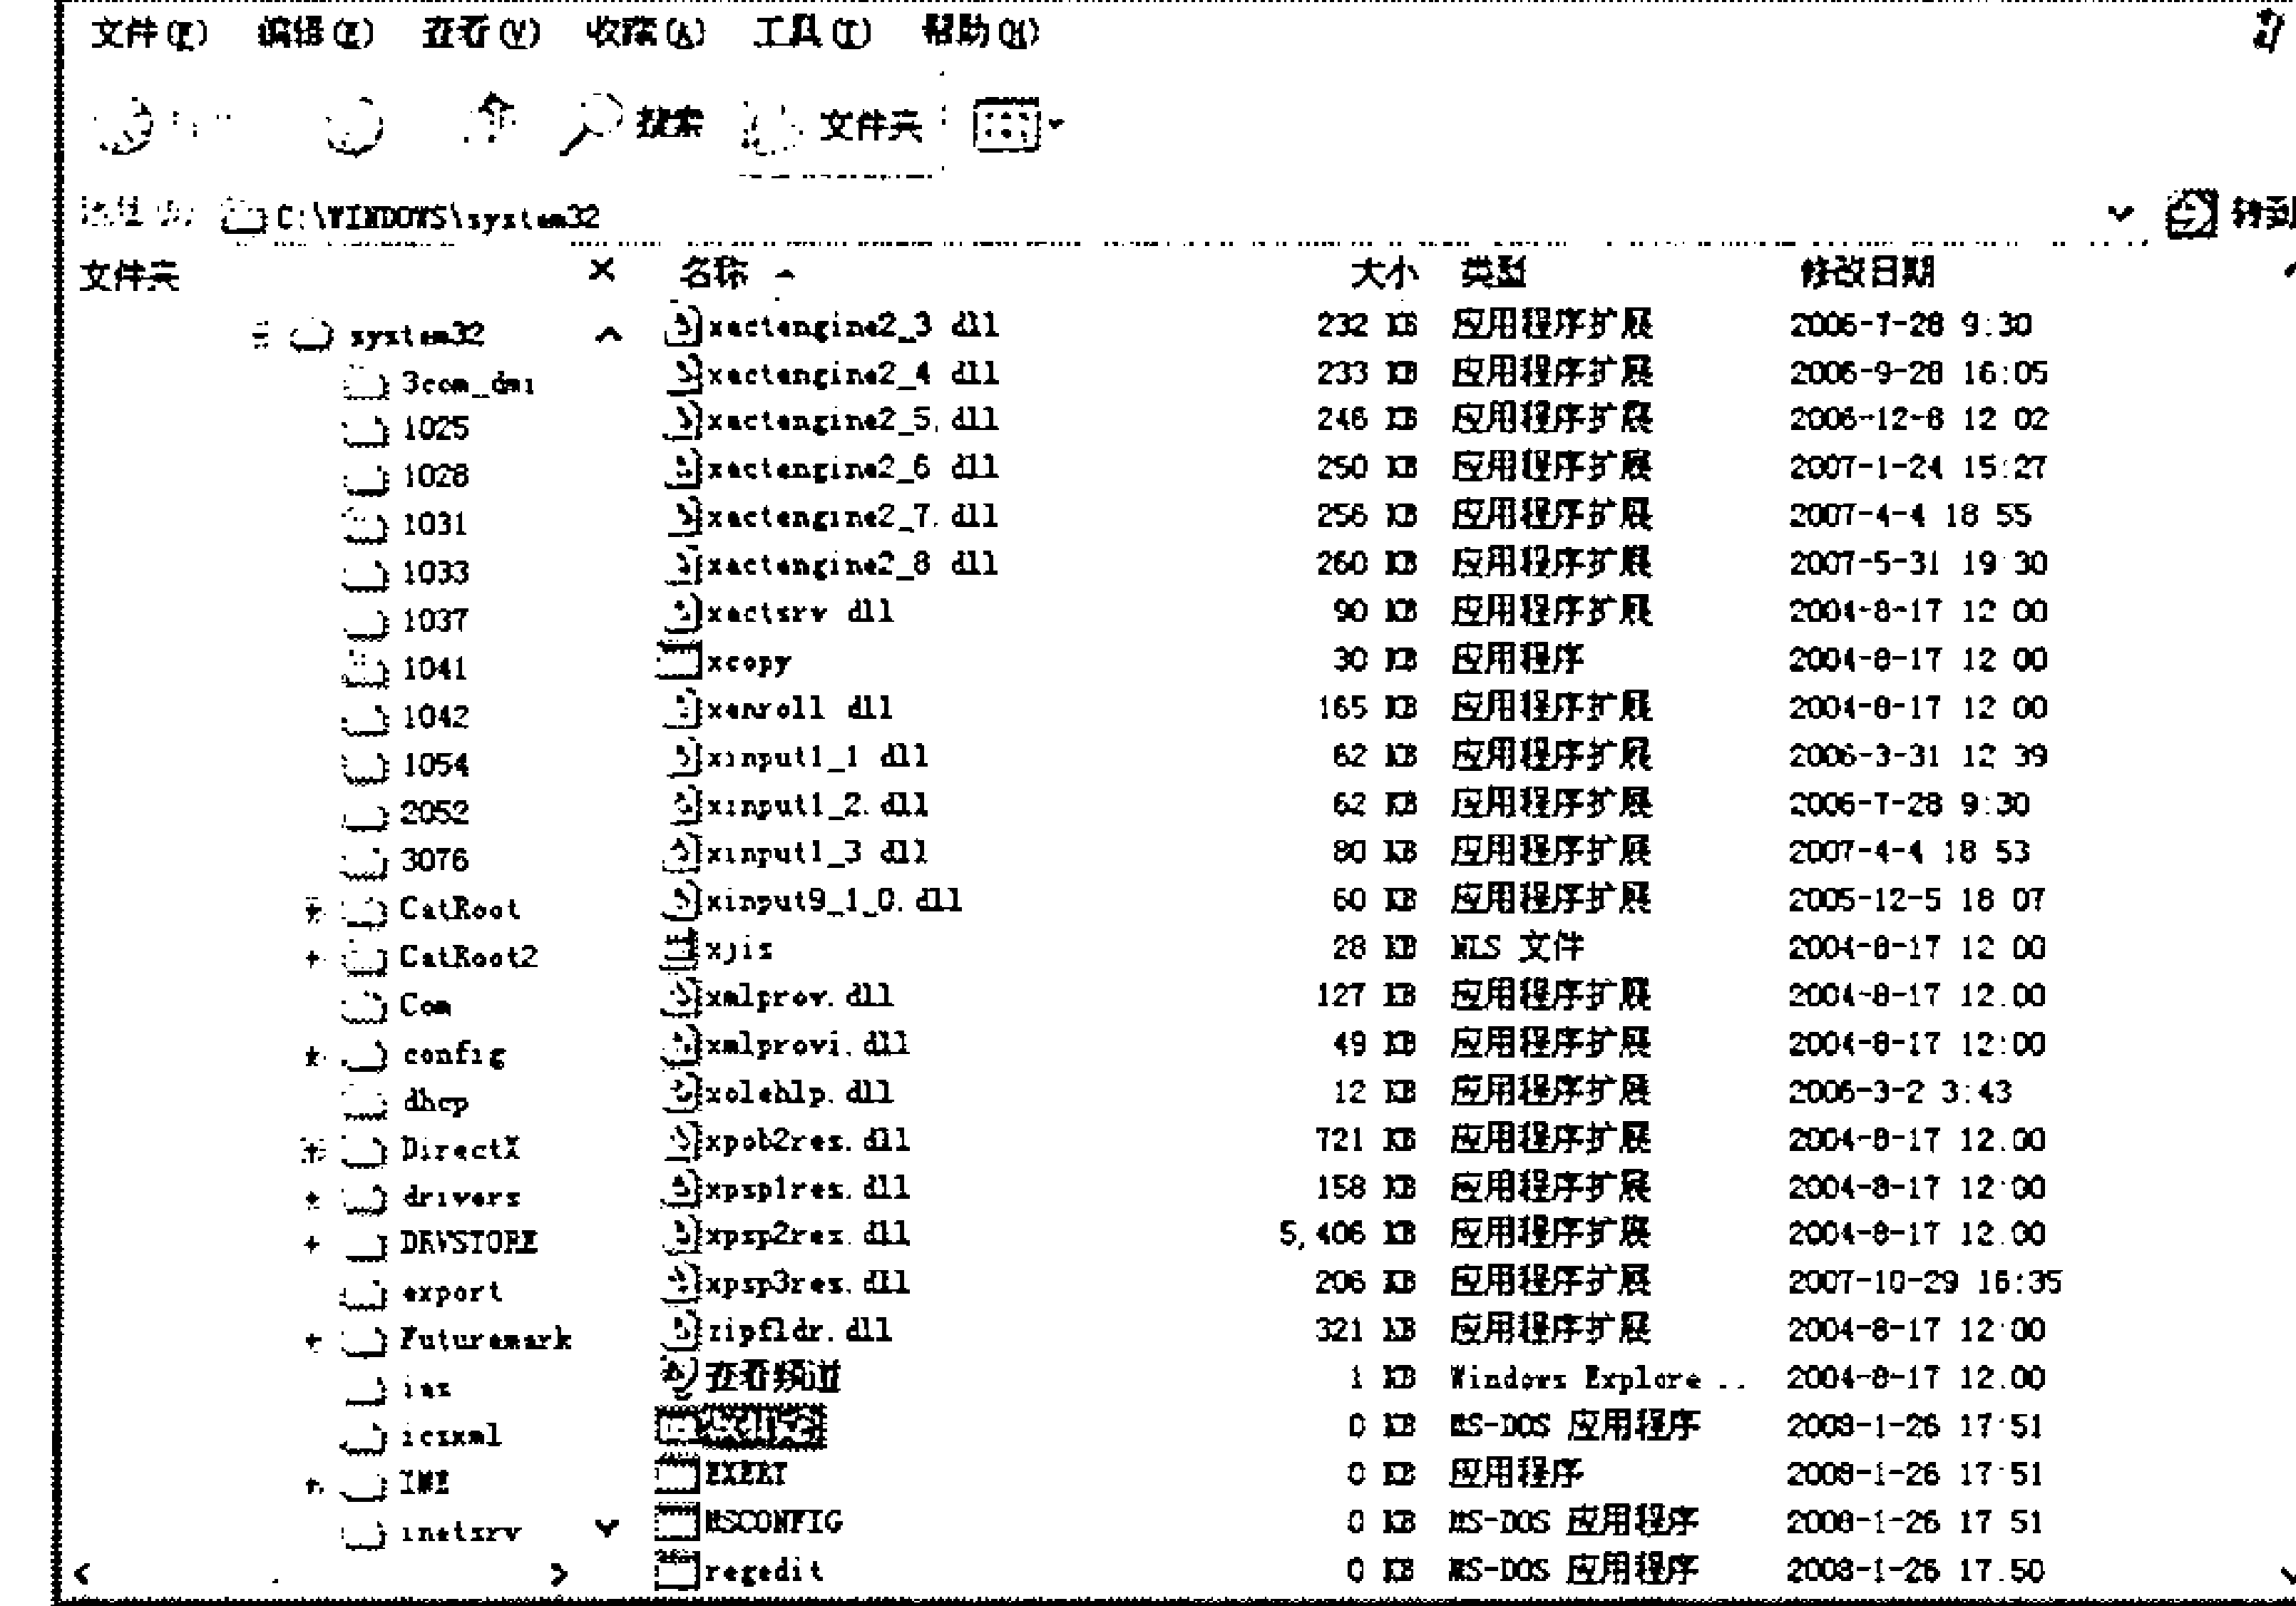 文件(F) 编辑(E) 查看(V) 收藏(A) 工具(T) 帮助(H)
搜索 文件夹
C:\WINDOWS\system32 转到
文件夹 名称 大小 类型 修改日期
system32
3com_dmi
1025
1028
1031
1033
1037
1041
1042
1054
2052
3076
CatRoot
CatRoot2
Com
config
dhcp
DirectX
drivers
DRVSTORE
export
Futuremark
ias
icsxml
IME
inetsrv
xactengine2_3.dll 232 KB 应用程序扩展 2006-7-28 9:30
xactengine2_4.dll 233 KB 应用程序扩展 2006-9-28 16:05
xactengine2_5.dll 246 KB 应用程序扩展 2006-12-8 12:02
xactengine2_6.dll 250 KB 应用程序扩展 2007-1-24 15:27
xactengine2_7.dll 256 KB 应用程序扩展 2007-4-4 18:55
xactengine2_8.dll 260 KB 应用程序扩展 2007-5-31 19:30
xactsrv.dll 90 KB 应用程序扩展 2004-8-17 12:00
xcopy 30 KB 应用程序 2004-8-17 12:00
xenroll.dll 165 KB 应用程序扩展 2004-8-17 12:00
xinput1_1.dll 62 KB 应用程序扩展 2006-3-31 12:39
xinput1_2.dll 62 KB 应用程序扩展 2006-7-28 9:30
xinput1_3.dll 80 KB 应用程序扩展 2007-4-4 18:53
xinput9_1_0.dll 60 KB 应用程序扩展 2005-12-5 18:07
xjis 28 KB NLS 文件 2004-8-17 12:00
xmlprov.dll 127 KB 应用程序扩展 2004-8-17 12:00
xmlprovi.dll 49 KB 应用程序扩展 2004-8-17 12:00
xolehlp.dll 12 KB 应用程序扩展 2006-3-2 3:43
xpob2res.dll 721 KB 应用程序扩展 2004-8-17 12:00
xpsp1res.dll 158 KB 应用程序扩展 2004-8-17 12:00
xpsp2res.dll 5,406 KB 应用程序扩展 2004-8-17 12:00
xpsp3res.dll 206 KB 应用程序扩展 2007-10-29 16:35
zipfldr.dll 321 KB 应用程序扩展 2004-8-17 12:00
查看频道 1 KB Windows Explore... 2004-8-17 12:00
0 KB MS-DOS 应用程序 2008-1-26 17:51
EXERT 0 KB 应用程序 2008-1-26 17:51
MSCONFIG 0 KB MS-DOS 应用程序 2008-1-26 17:51
regedit 0 KB MS-DOS 应用程序 2008-1-26 17:50